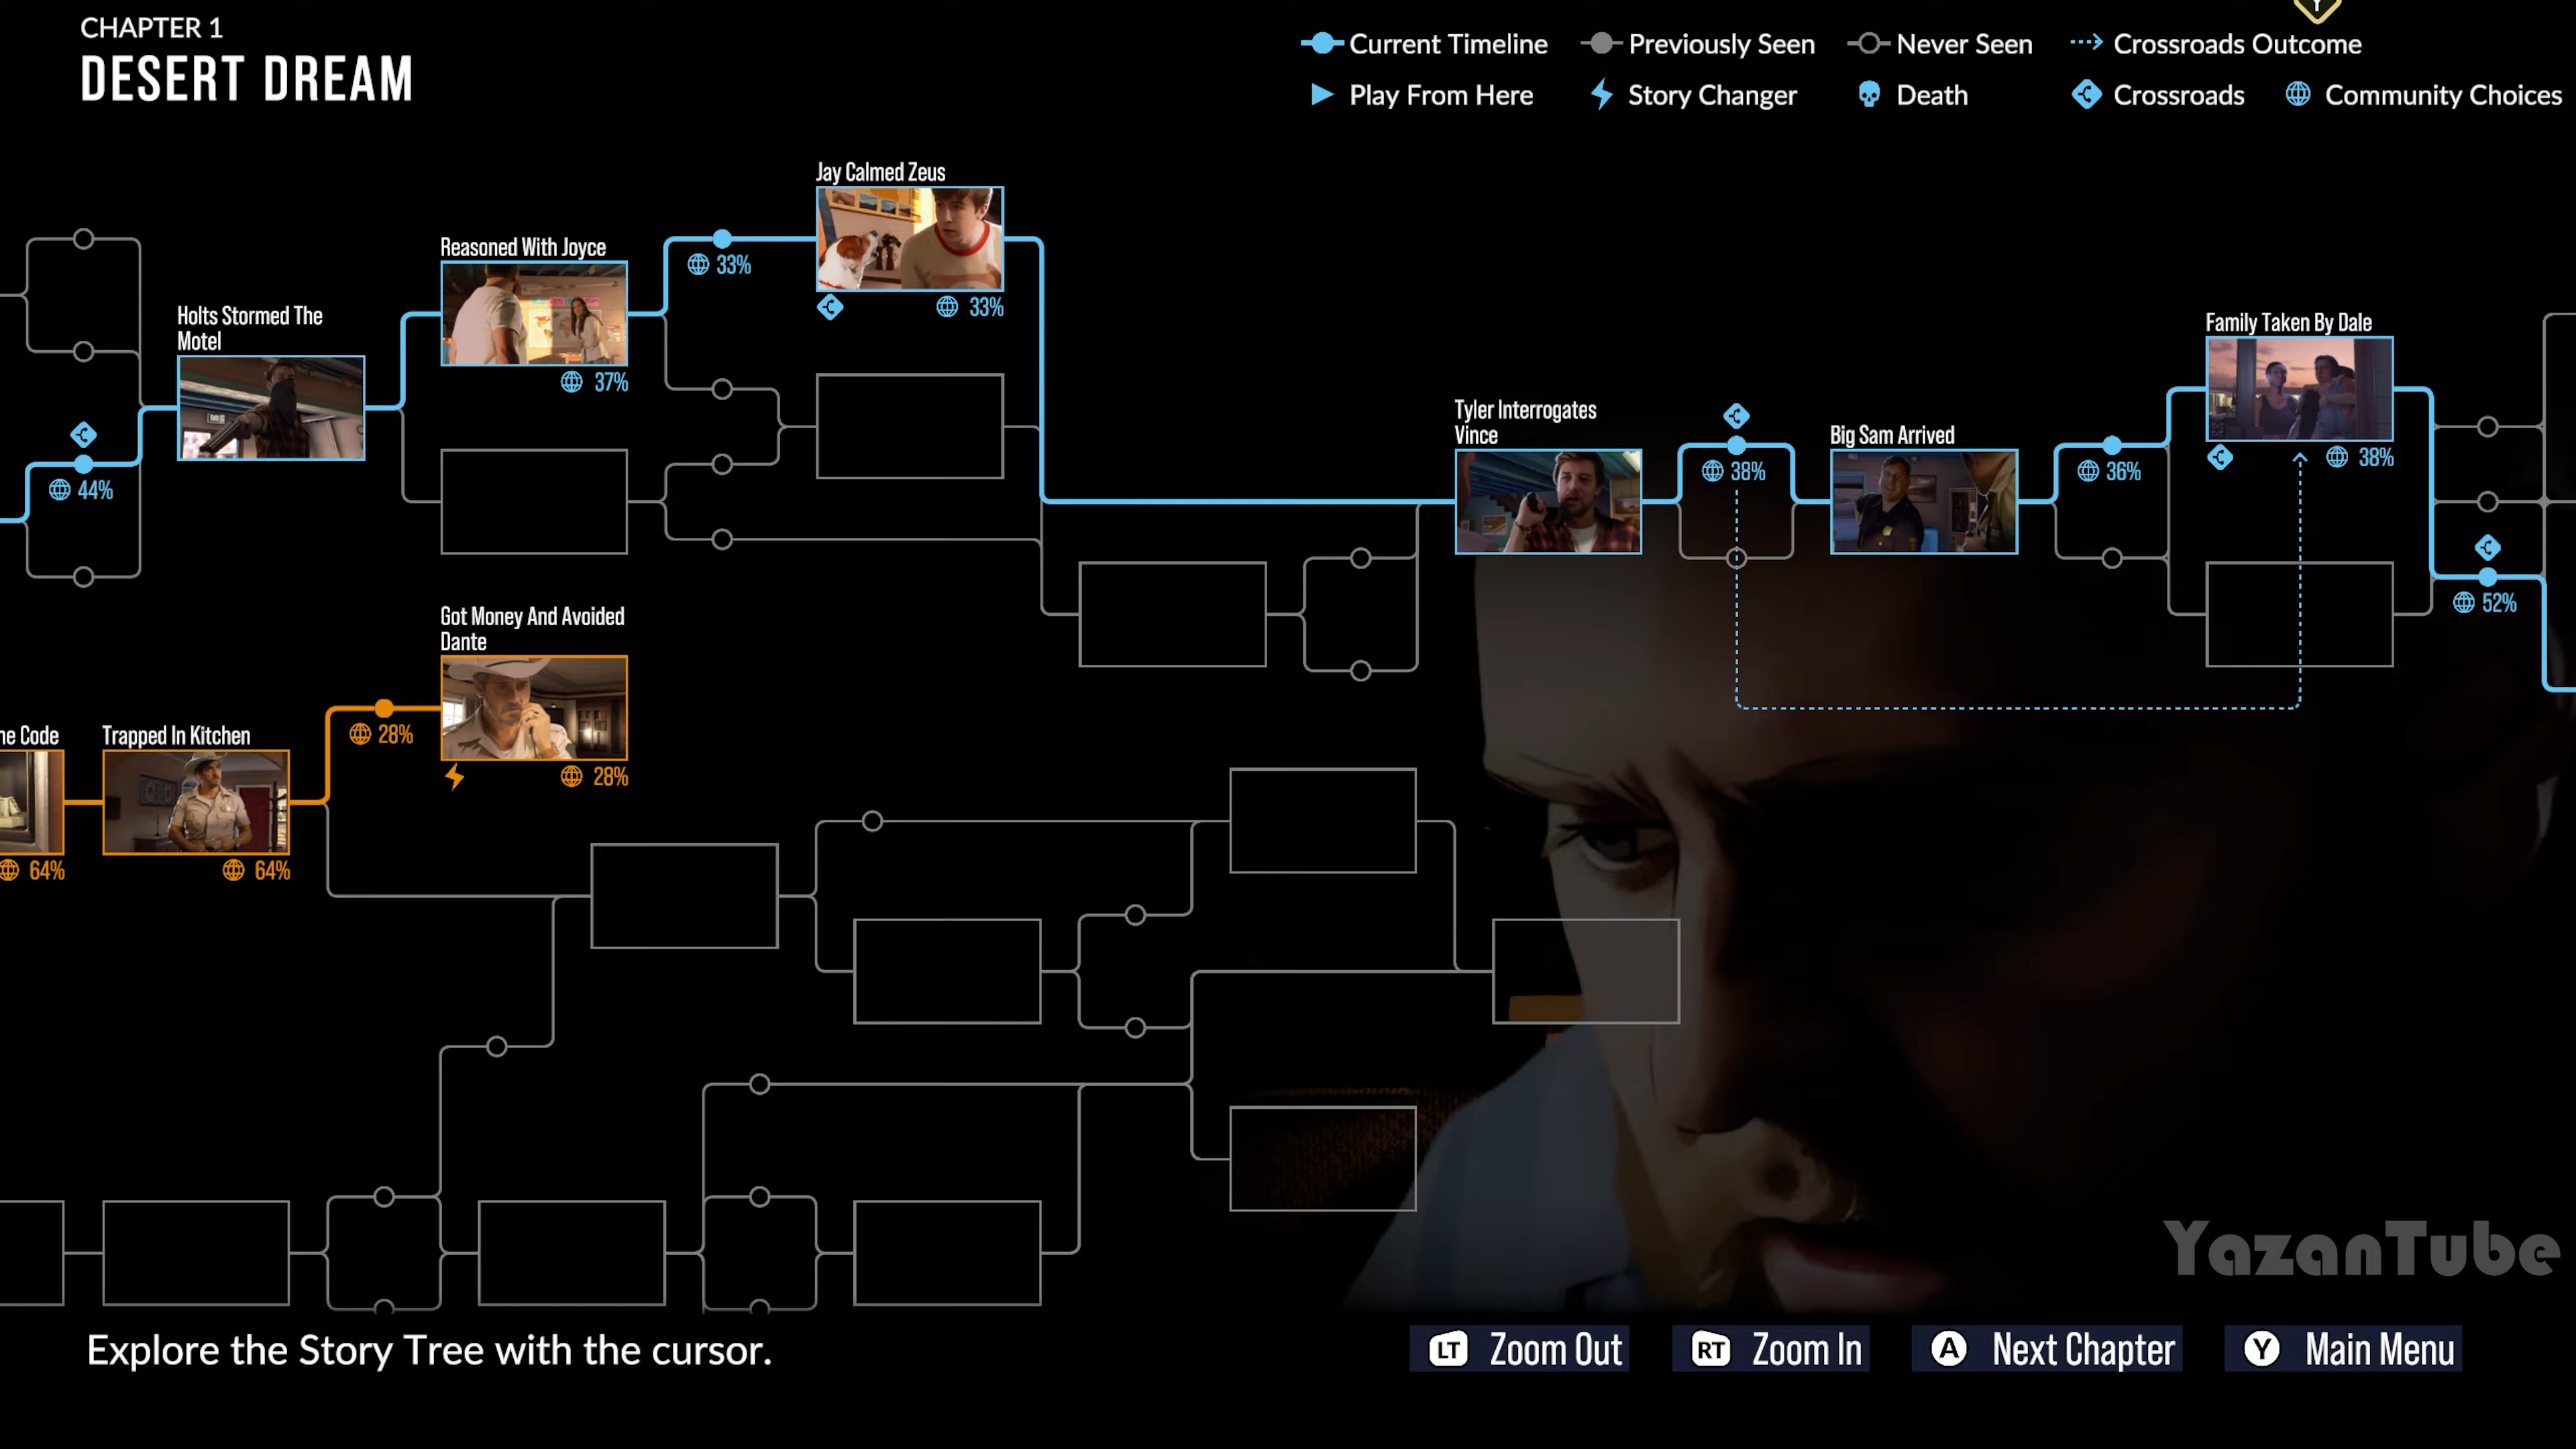 CHAPTER 1
DESERT DREAM
Y
Current Timeline
Previously Seen
Never Seen
Crossroads Outcome
Play From Here
Story Changer
Death
Crossroads
Community Choices
Jay Calmed Zeus
33%
33%
Reasoned With Joyce
37%
Holts Stormed The
Motel
44%
Tyler Interrogates
Vince
38%
Big Sam Arrived
36%
Family Taken By Dale
38%
52%
Got Money And Avoided
Dante
28%
28%
ne Code
64%
Trapped In Kitchen
64%
YazanTube
Explore the Story Tree with the cursor.
LT Zoom Out
RT Zoom In
A Next Chapter
Y Main Menu